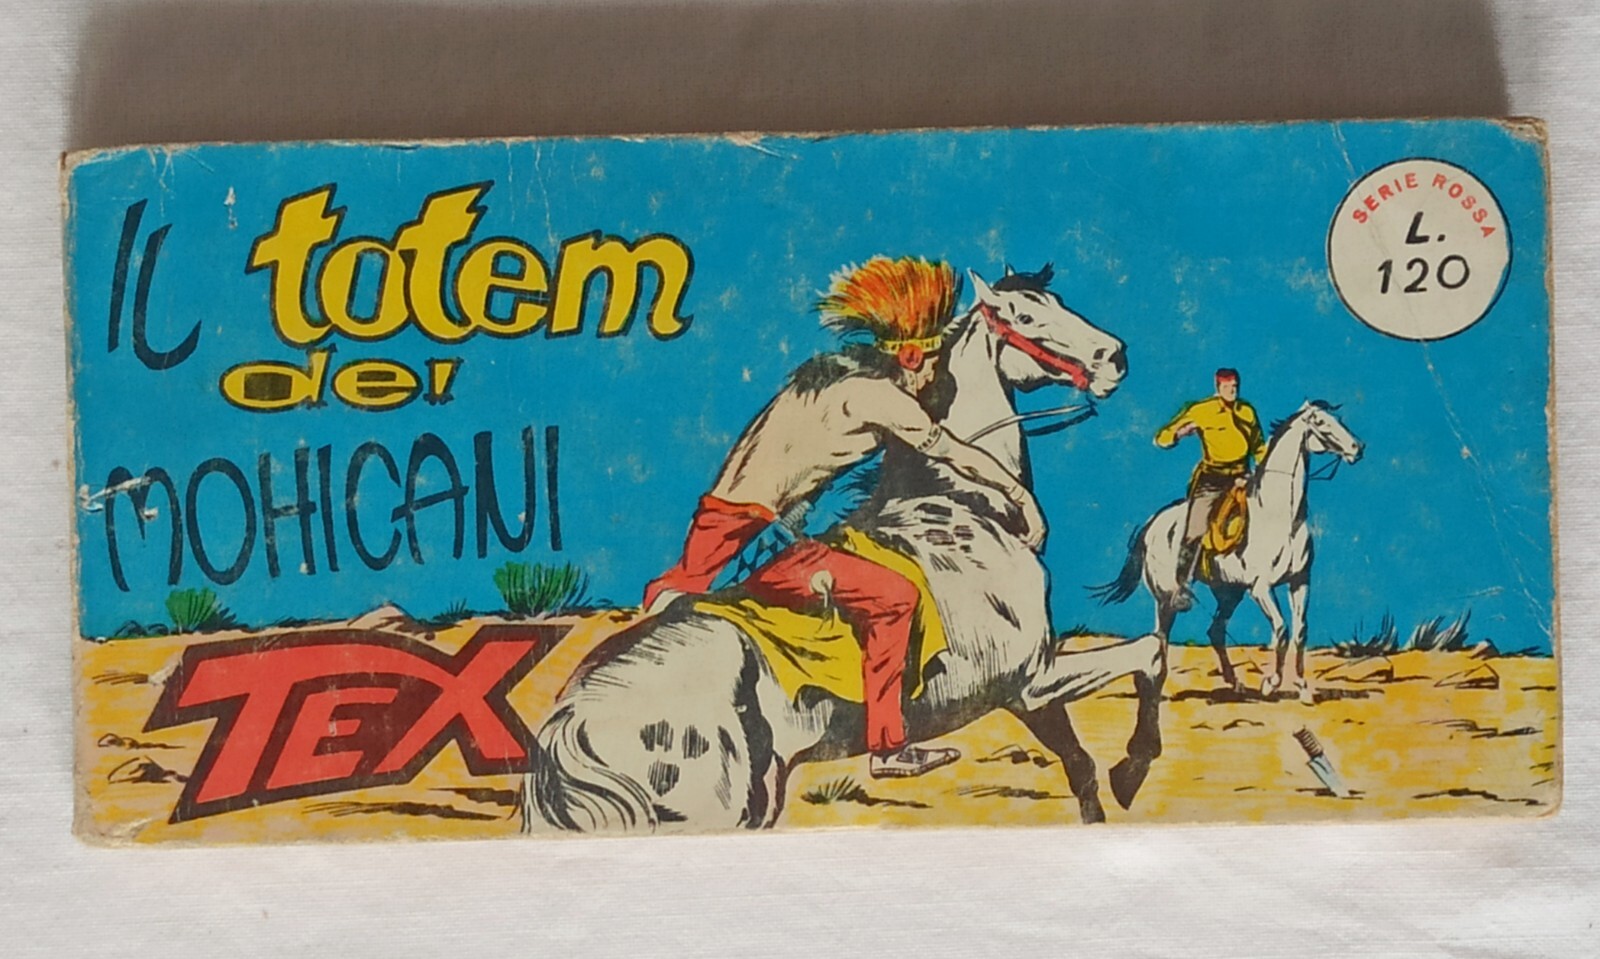 IL totem
dei
MOHICANI
TEX
SERIE ROSSA
L.
120